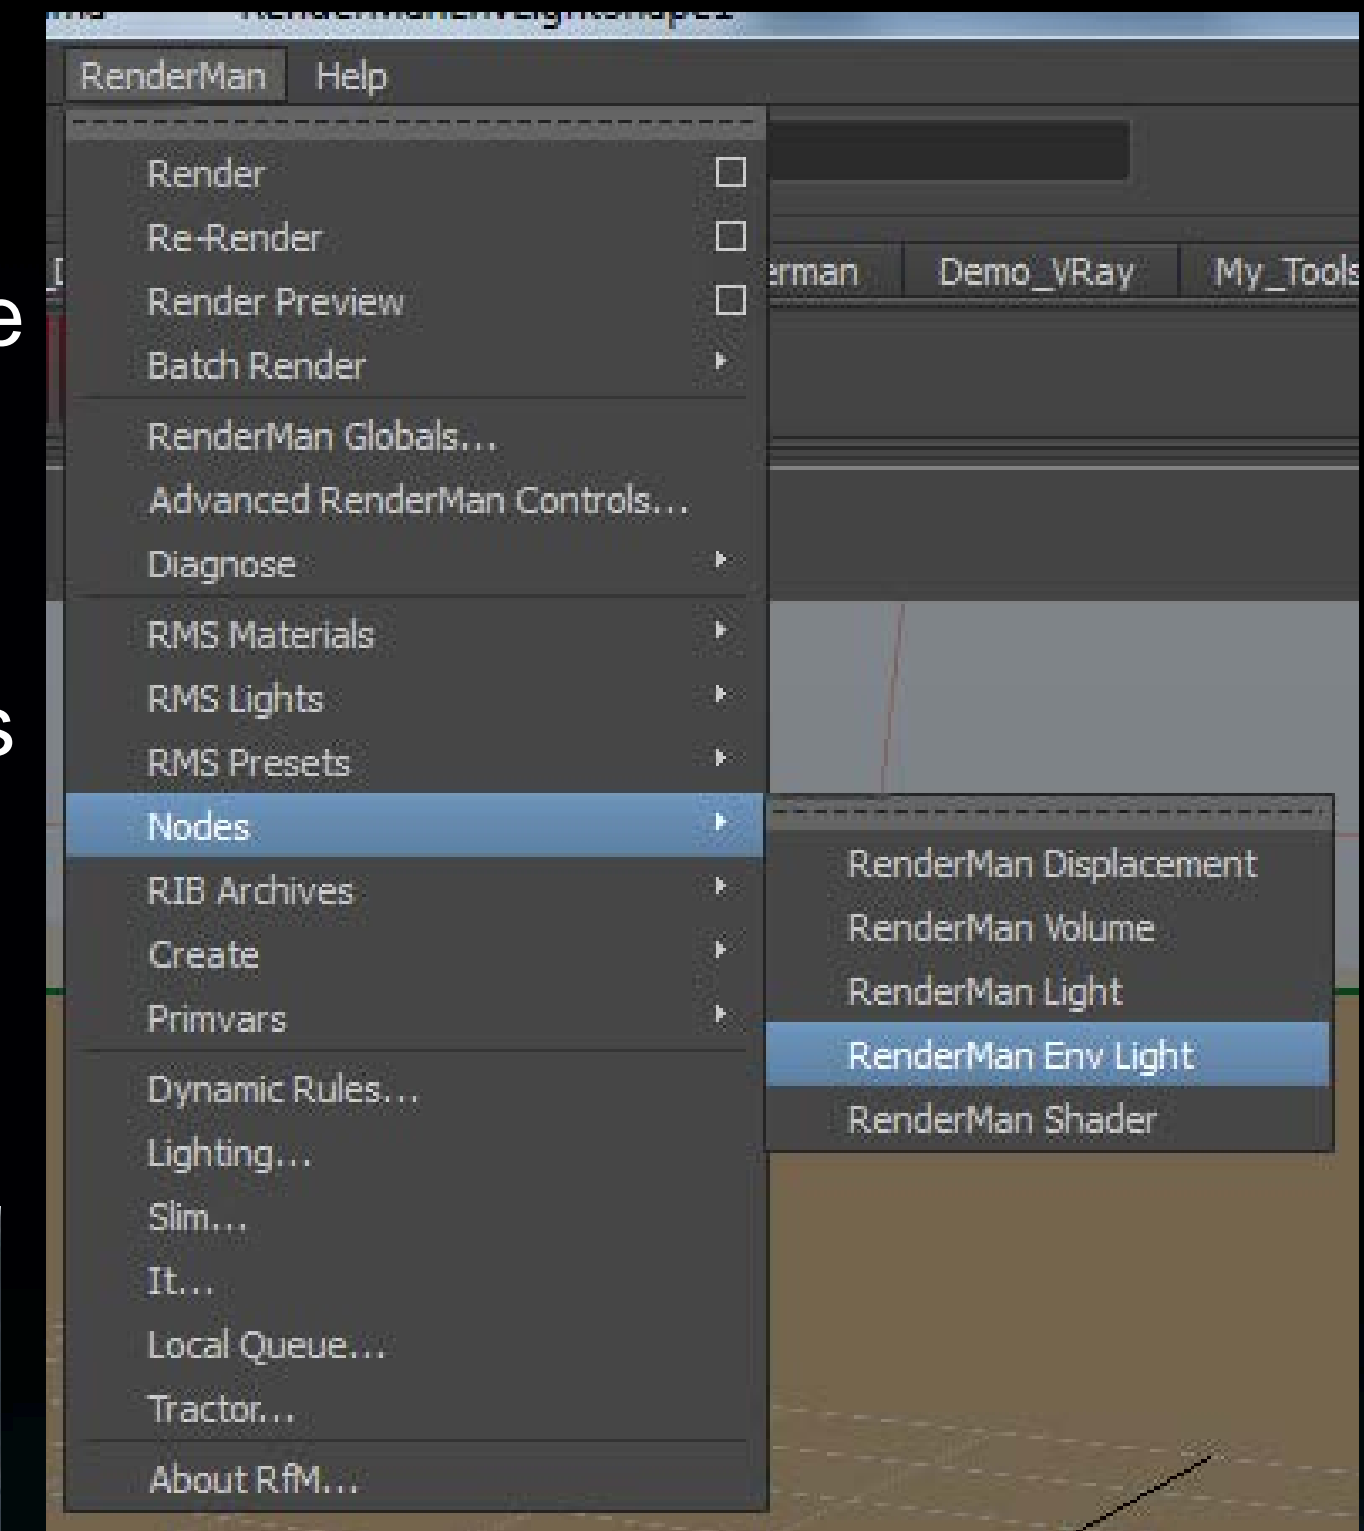 RenderMan Help
Render
Re-Render
Render Preview
Batch Render
RenderMan Globals...
Advanced RenderMan Controls...
Diagnose
RMS Materials
RMS Lights
RMS Presets
Nodes
RIB Archives
Create
Primvars
Dynamic Rules...
Lighting...
Slim...
It...
Local Queue...
Tractor...
About RfM...
erman Demo_VRay My_Tools
RenderMan Displacement
RenderMan Volume
RenderMan Light
RenderMan Env Light
RenderMan Shader
e
s